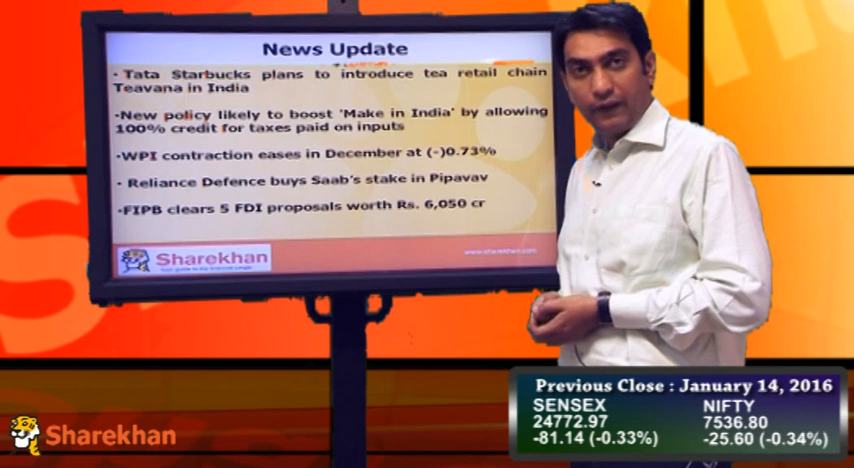 News Update
· Tata Starbucks plans to introduce tea retail chain
Teavana in India
·New policy likely to boost 'Make in India' by allowing
100% credit for taxes paid on inputs
·WPI contraction eases in December at (-)0.73%
· Reliance Defence buys Saab's stake in Pipavav
·FIPB clears 5 FDI proposals worth Rs. 6,050 cr
Sharekhan
www.sharekhan.com
Previous Close : January 14, 2016
SENSEX NIFTY
24772.97 7536.80
-81.14 (-0.33%) -25.60 (-0.34%)
Sharekhan